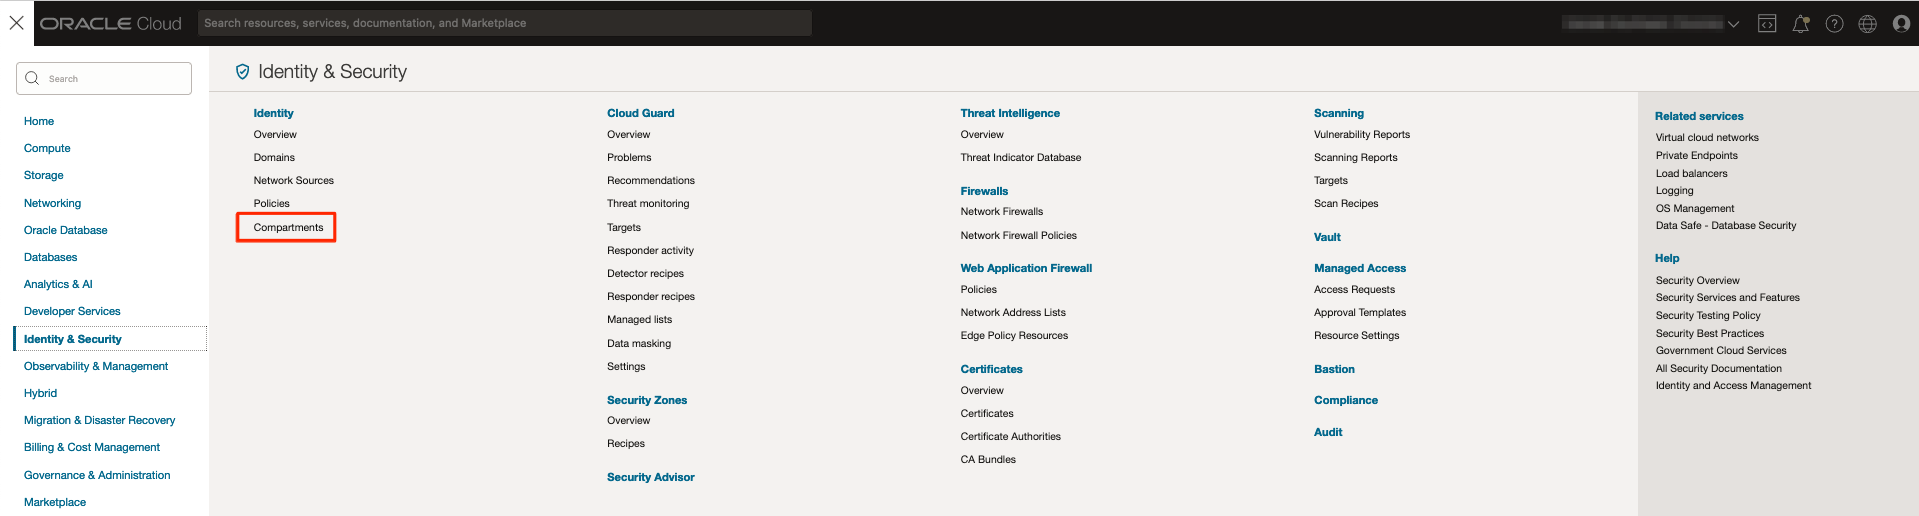 ORACLE Cloud
Search resources, services, documentation, and Marketplace
Search
Home
Compute
Storage
Networking
Oracle Database
Databases
Analytics & AI
Developer Services
Identity & Security
Observability & Management
Hybrid
Migration & Disaster Recovery
Billing & Cost Management
Governance & Administration
Marketplace
Identity & Security
Identity
Overview
Domains
Network Sources
Policies
Compartments
Cloud Guard
Overview
Problems
Recommendations
Threat monitoring
Targets
Responder activity
Detector recipes
Responder recipes
Managed lists
Data masking
Settings
Security Zones
Overview
Recipes
Security Advisor
Threat Intelligence
Overview
Threat Indicator Database
Firewalls
Network Firewalls
Network Firewall Policies
Web Application Firewall
Policies
Network Address Lists
Edge Policy Resources
Certificates
Overview
Certificates
Certificate Authorities
CA Bundles
Scanning
Vulnerability Reports
Scanning Reports
Targets
Scan Recipes
Vault
Managed Access
Access Requests
Approval Templates
Resource Settings
Bastion
Compliance
Audit
Related services
Virtual cloud networks
Private Endpoints
Load balancers
Logging
OS Management
Data Safe - Database Security
Help
Security Overview
Security Services and Features
Security Testing Policy
Security Best Practices
Government Cloud Services
All Security Documentation
Identity and Access Management